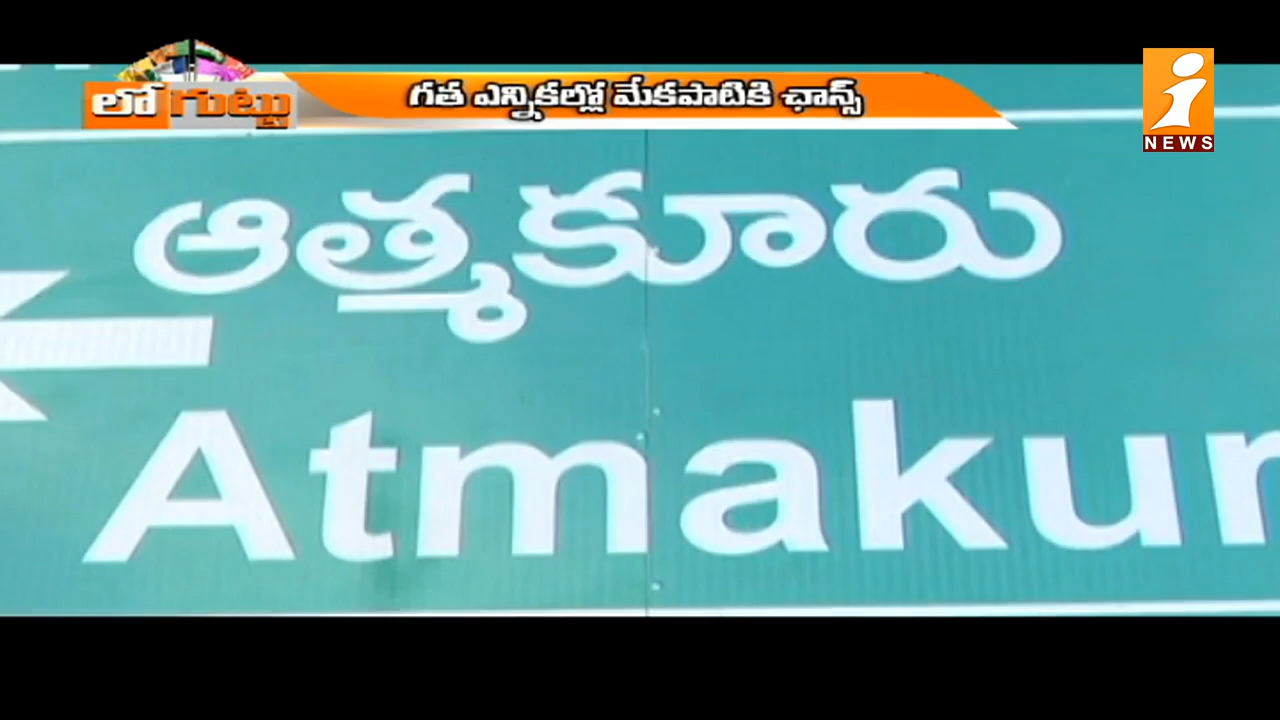 లోగుట్టు
గత ఎన్నికల్లో మేకపాటికి ఛాన్స్
i
NEWS
ఆత్మకూరు
Atmakur